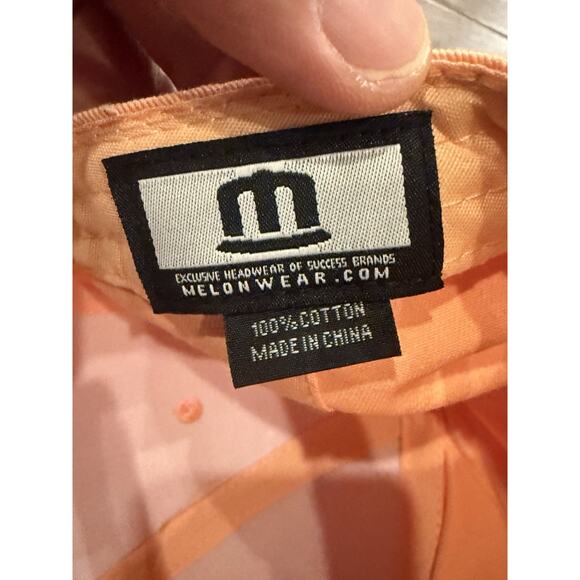 m
EXCLUSIVE HEADWEAR OF SUCCESS BRANDS
MELONWEAR.COM
100% COTTON
MADE IN CHINA